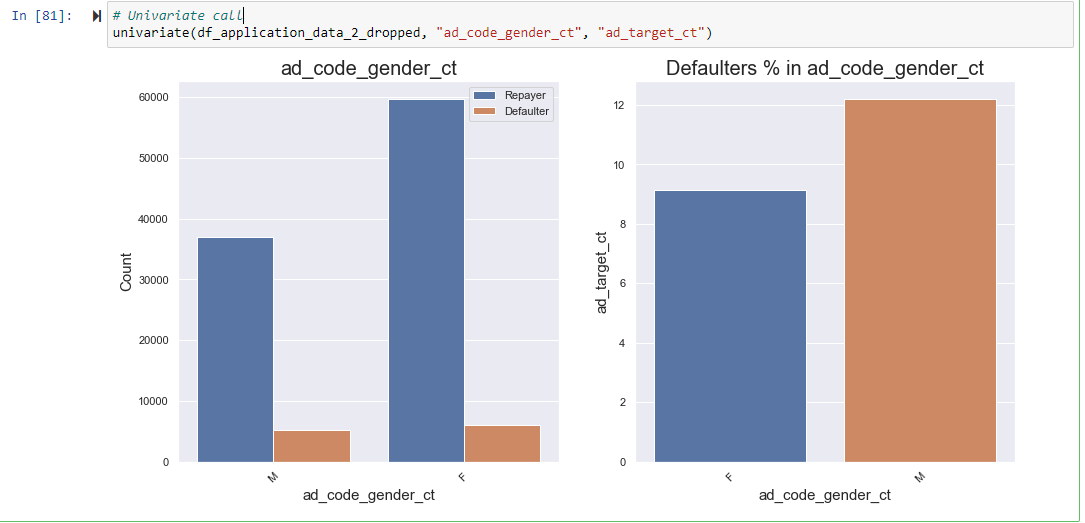 In [81]:
# Univariate call
univariate(df_application_data_2_dropped, "ad_code_gender_ct", "ad_target_ct")
ad_code_gender_ct
Repayer
Defaulter
Count
60000
50000
40000
30000
20000
10000
0
M
F
ad_code_gender_ct
Defaulters % in ad_code_gender_ct
ad_target_ct
12
10
8
6
4
2
0
F
M
ad_code_gender_ct